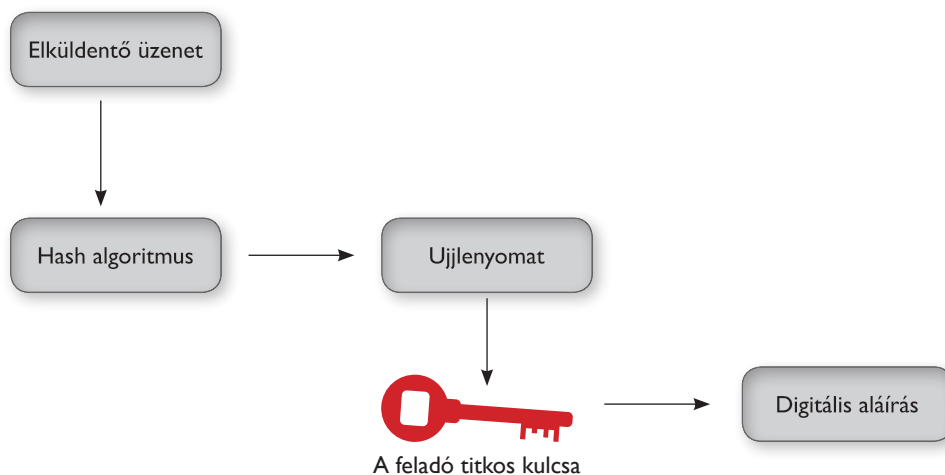 Elküldentő üzenet
Hash algoritmus
Ujjlenyomat
Digitális aláírás
A feladó titkos kulcsa